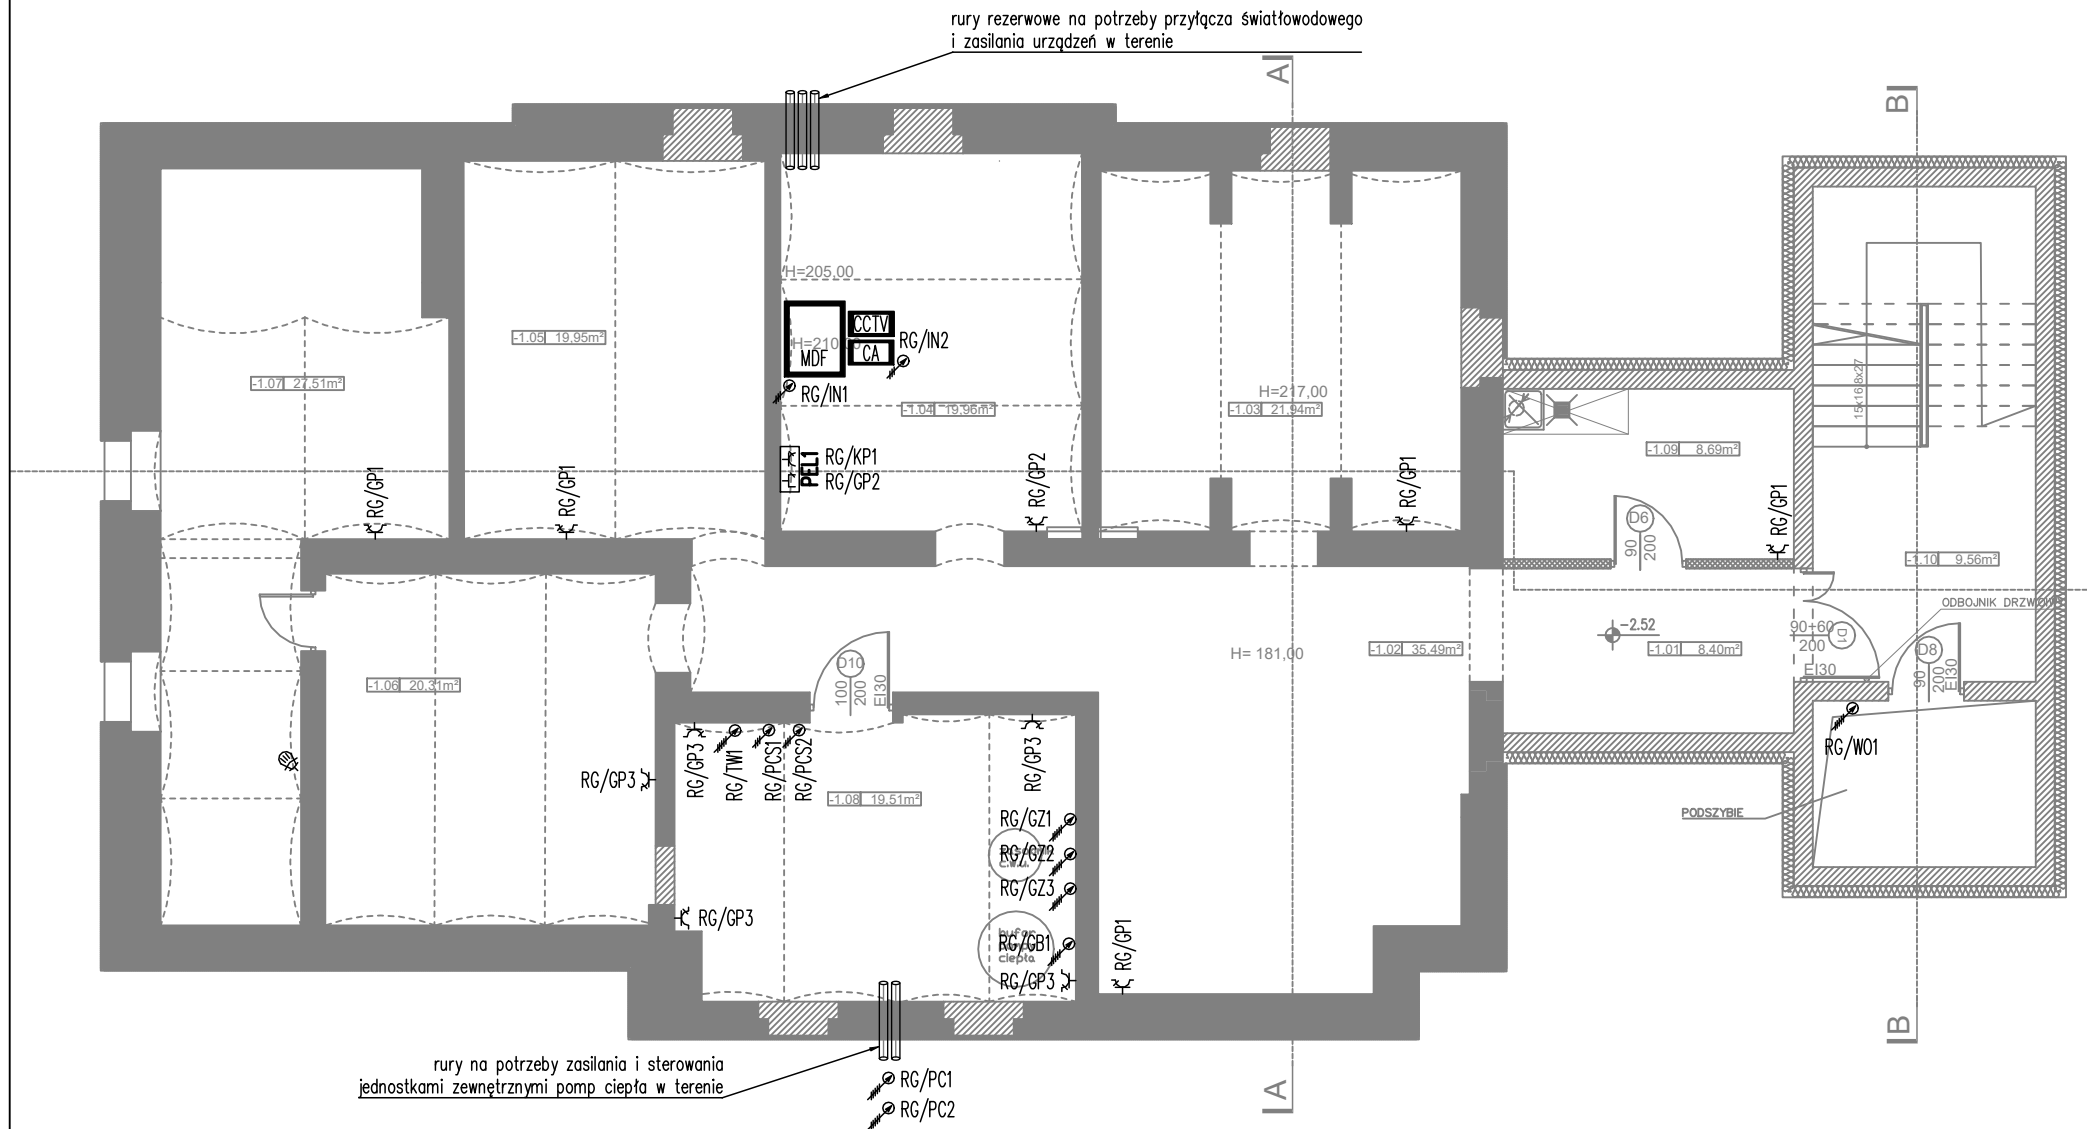 rury rezerwowe na potrzeby przyłącza światłowodowego
i zasilania urządzeń w terenie
A
B
H=205,00
-1.05 19,95m²
CCTV
MDF
CA
RG/IN2
RG/IN1
-1.07 27,51m²
-1.04 19,96m²
H=217,00
-1.03 21,94m²
15x16,8x27
PEL1
RG/KP1
RG/GP2
RG/GP1
RG/GP1
RG/GP2
RG/GP1
-1.09 8.69m²
RG/GP1
D6
90
200
-1.10 9.56m²
ODBOJNIK
-2.52
90+60
200
D1
EI30
H= 181,00
-1.02 35.49m²
-1.01 8.40m²
D8
90
200
EI30
D10
100
200
EI30
-1.06 20,31m²
RG/GP3
RG/GP3
RG/TW1
RG/PCS1
RG/PCS2
RG/GP3
RG/WO1
-1.08 19.51m²
PODSZYBIE
RG/GZ1
RG/GZ2
c.w.u.
RG/GZ3
RG/GP3
bufor
RG/GB1
ciepła
RG/GP3
RG/GP1
rury na potrzeby zasilania i sterowania
jednostkami zewnętrznymi pomp ciepła w terenie
RG/PC1
RG/PC2
A
B